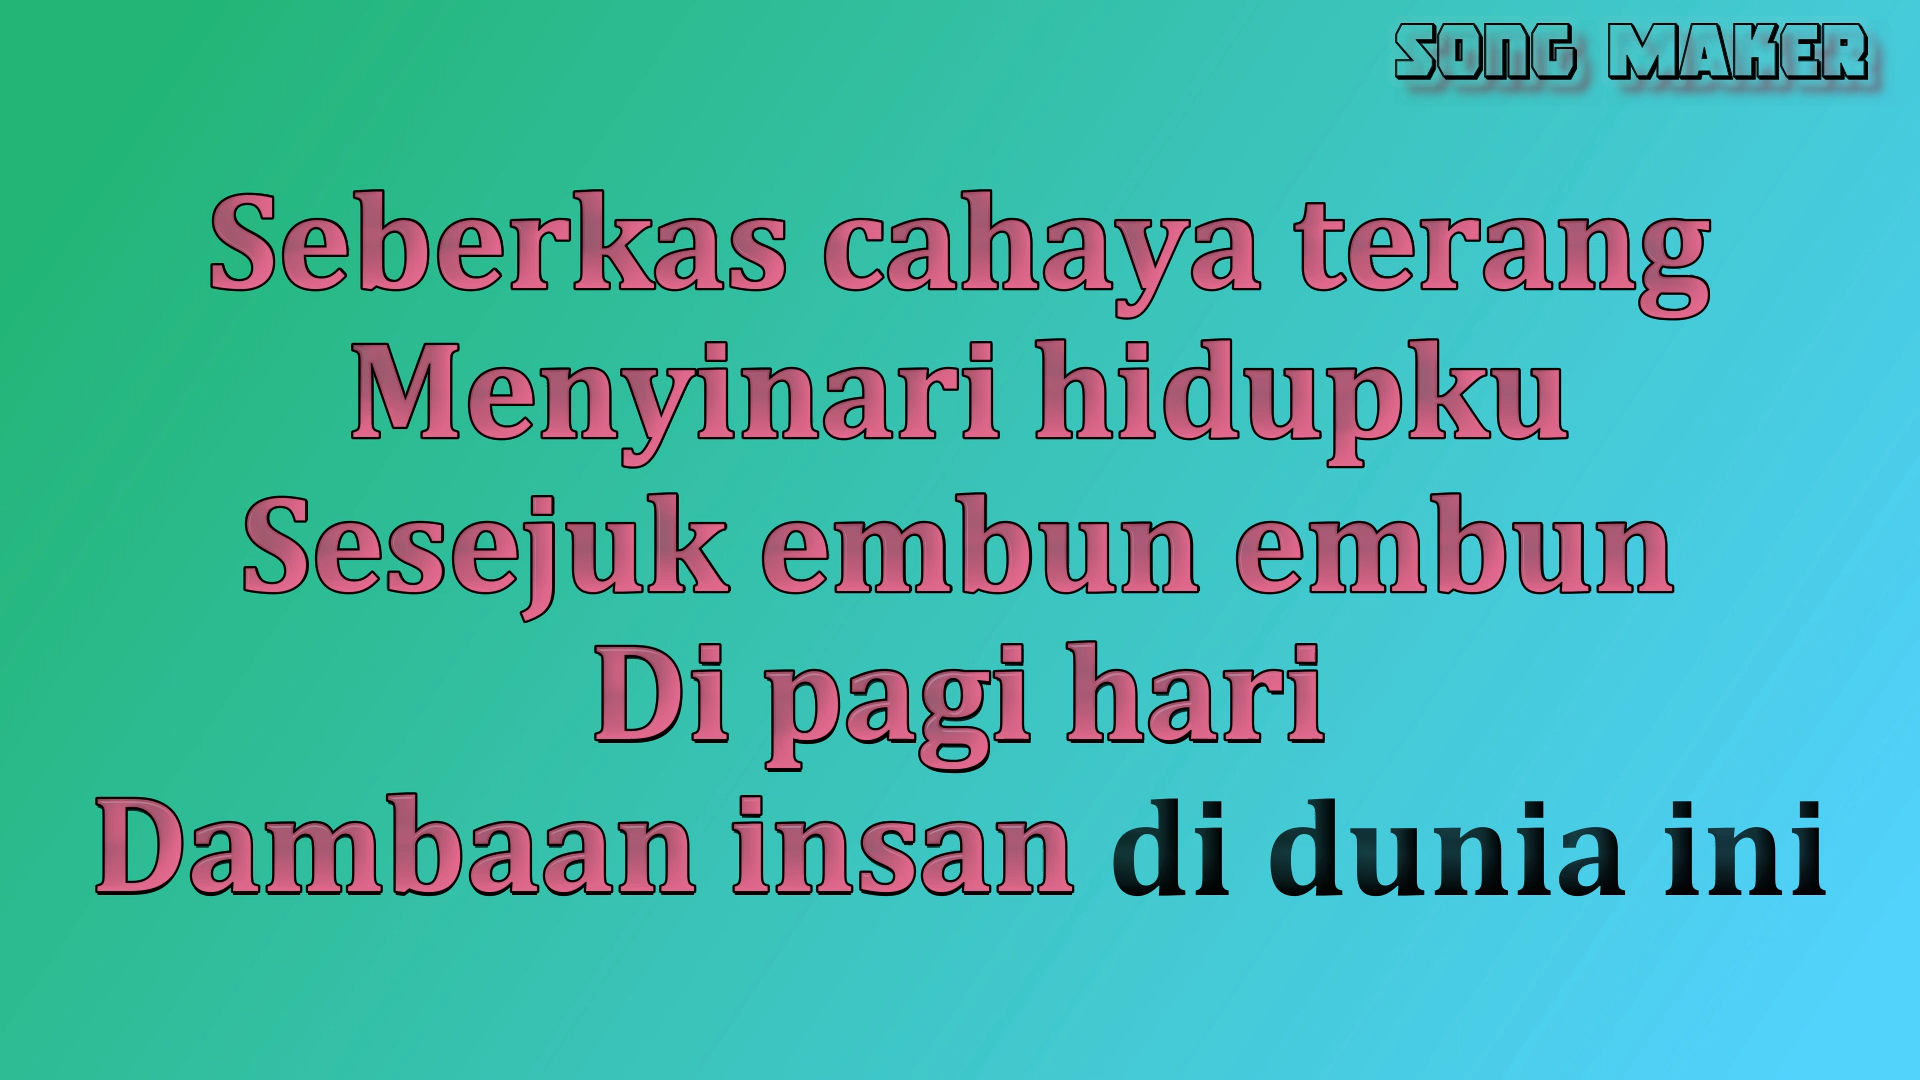 SONG MAKER
Seberkas cahaya terang
Menyinari hidupku
Sesejuk embun embun
Di pagi hari
Dambaan insan di dunia ini